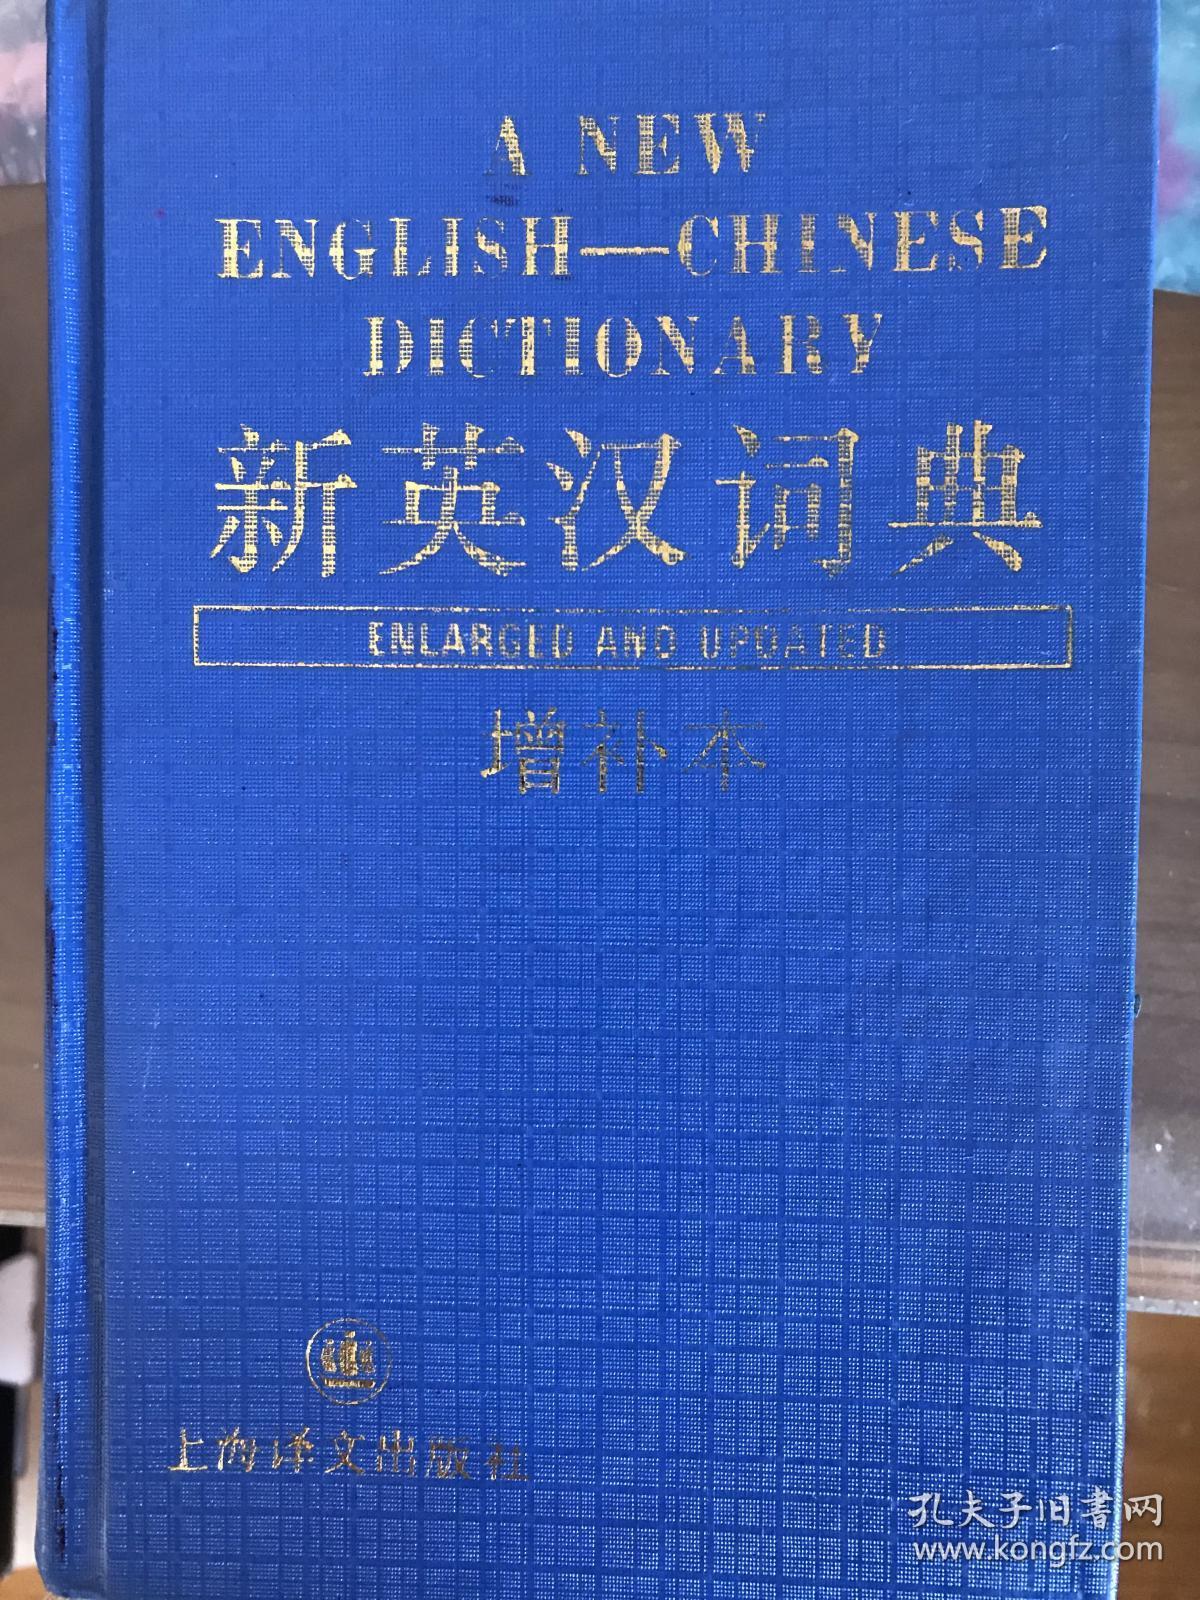 A NEW
ENGLISH—CHINESE
DICTIONARY
新英汉词典
ENLARGED AND UPDATED
增补本
上海译文出版社
孔夫子旧書网
www.kongfz.com